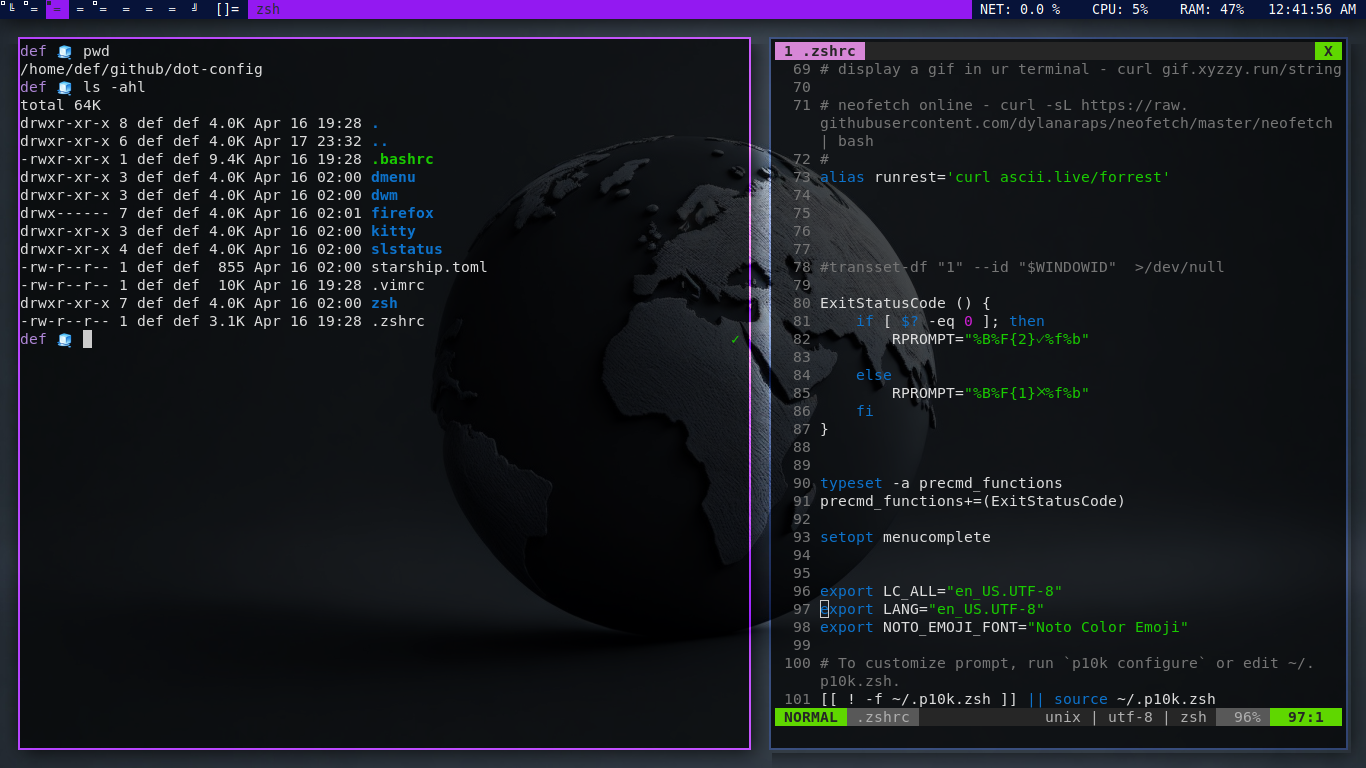 []= zsh NET: 0.0 % CPU: 5% RAM: 47% 12:41:56 AM
def 🧊 pwd
/home/def/github/dot-config
def 🧊 ls -ahl
total 64K
drwxr-xr-x 8 def def 4.0K Apr 16 19:28 .
drwxr-xr-x 6 def def 4.0K Apr 17 23:32 ..
-rwxr-xr-x 1 def def 9.4K Apr 16 19:28 .bashrc
drwxr-xr-x 3 def def 4.0K Apr 16 02:00 dmenu
drwxr-xr-x 3 def def 4.0K Apr 16 02:00 dwm
drwx------ 7 def def 4.0K Apr 16 02:01 firefox
drwxr-xr-x 3 def def 4.0K Apr 16 02:00 kitty
drwxr-xr-x 4 def def 4.0K Apr 16 02:00 slstatus
-rw-r--r-- 1 def def  855 Apr 16 02:00 starship.toml
-rw-r--r-- 1 def def  10K Apr 16 19:28 .vimrc
drwxr-xr-x 7 def def 4.0K Apr 16 02:00 zsh
-rw-r--r-- 1 def def 3.1K Apr 16 19:28 .zshrc
def 🧊 ✓
1 .zshrc X
69 # display a gif in ur terminal - curl gif.xyzzy.run/string
70
71 # neofetch online - curl -sL https://raw.
githubusercontent.com/dylanaraps/neofetch/master/neofetch
| bash
72 #
73 alias runrest='curl ascii.live/forrest'
74
75
76
77
78 #transset-df "1" --id "$WINDOWID"  >/dev/null
79
80 ExitStatusCode () {
81     if [ $? -eq 0 ]; then
82         RPROMPT="%B%F{2}✓%f%b"
83
84     else
85         RPROMPT="%B%F{1}✕%f%b"
86     fi
87 }
88
89
90 typeset -a precmd_functions
91 precmd_functions+=(ExitStatusCode)
92
93 setopt menucomplete
94
95
96 export LC_ALL="en_US.UTF-8"
97 export LANG="en_US.UTF-8"
98 export NOTO_EMOJI_FONT="Noto Color Emoji"
99
100 # To customize prompt, run `p10k configure` or edit ~/.
p10k.zsh.
101 [[ ! -f ~/.p10k.zsh ]] || source ~/.p10k.zsh
NORMAL .zshrc unix | utf-8 | zsh 96% 97:1